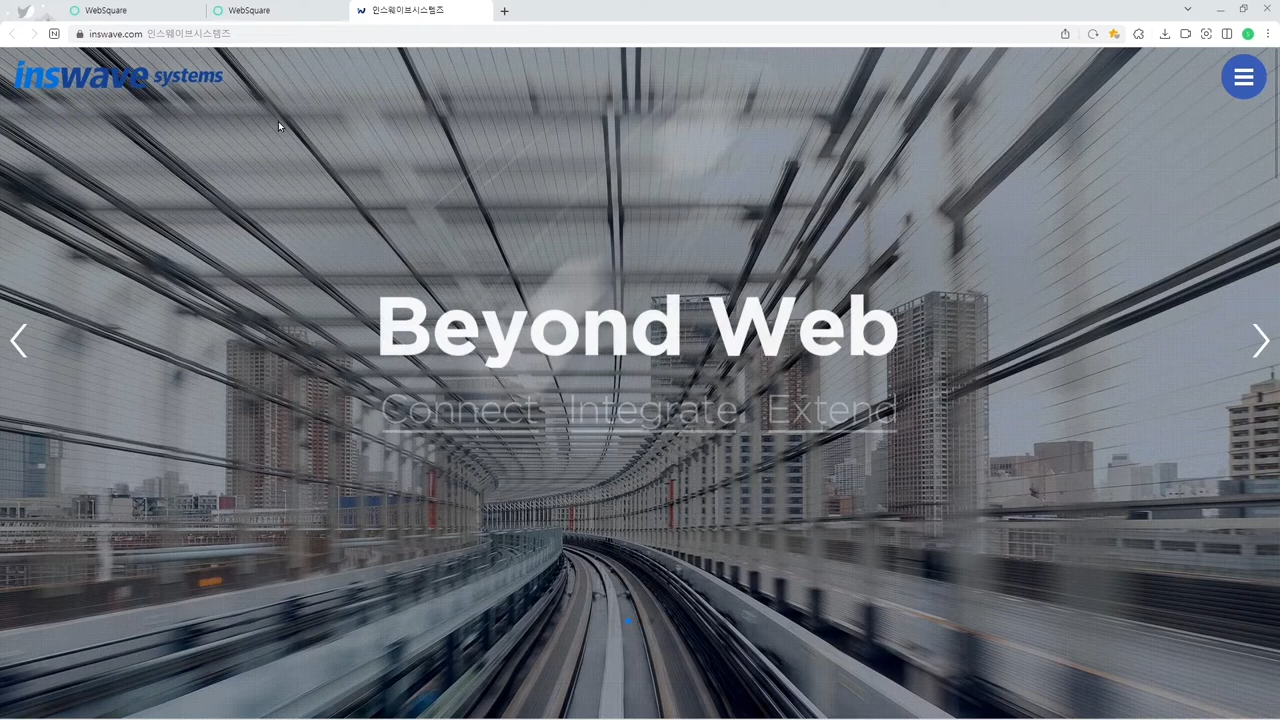 WebSquare
WebSquare
인스웨이브시스템즈
inswave.com 인스웨이브시스템즈
inswave systems
Beyond Web
Connect, Integrate, Extend